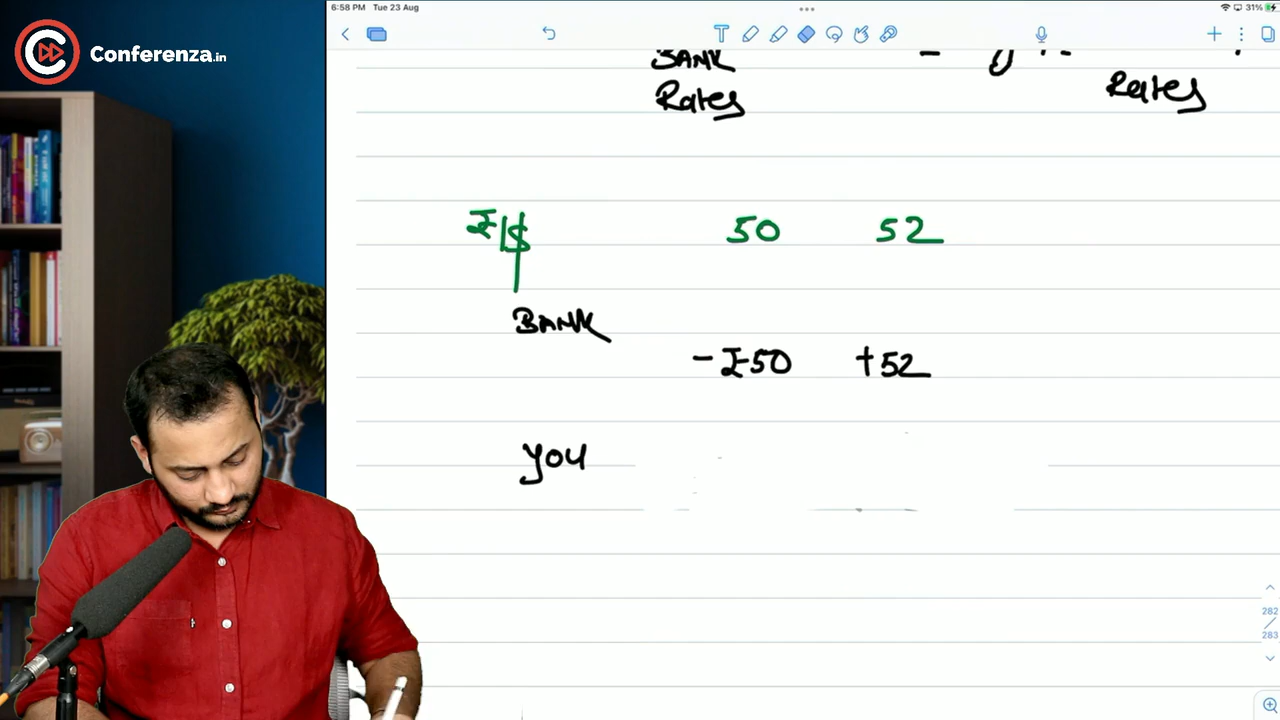 6:58 PM Tue 23 Aug
31%
Conferenza.in
BANK
Rates
Rates
₹/$ 50 52
BANK
- ₹50 +52
you
282
283